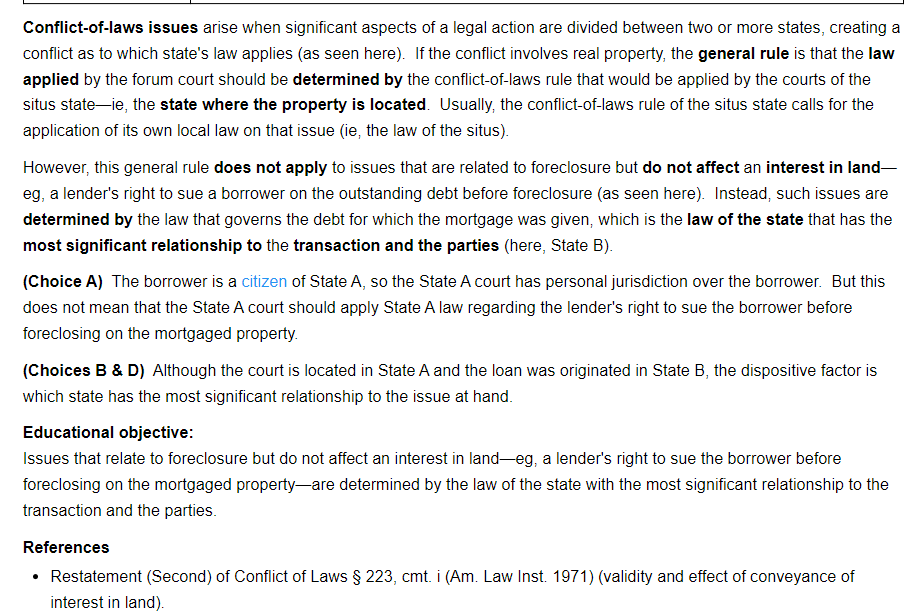 Conflict-of-laws issues arise when significant aspects of a legal action are divided between two or more states, creating a
conflict as to which state's law applies (as seen here).  If the conflict involves real property, the general rule is that the law
applied by the forum court should be determined by the conflict-of-laws rule that would be applied by the courts of the
situs state—ie, the state where the property is located.  Usually, the conflict-of-laws rule of the situs state calls for the
application of its own local law on that issue (ie, the law of the situs).
However, this general rule does not apply to issues that are related to foreclosure but do not affect an interest in land—
eg, a lender's right to sue a borrower on the outstanding debt before foreclosure (as seen here).  Instead, such issues are
determined by the law that governs the debt for which the mortgage was given, which is the law of the state that has the
most significant relationship to the transaction and the parties (here, State B).
(Choice A)  The borrower is a citizen of State A, so the State A court has personal jurisdiction over the borrower.  But this
does not mean that the State A court should apply State A law regarding the lender's right to sue the borrower before
foreclosing on the mortgaged property.
(Choices B & D)  Although the court is located in State A and the loan was originated in State B, the dispositive factor is
which state has the most significant relationship to the issue at hand.
Educational objective:
Issues that relate to foreclosure but do not affect an interest in land—eg, a lender's right to sue the borrower before
foreclosing on the mortgaged property—are determined by the law of the state with the most significant relationship to the
transaction and the parties.
References
• Restatement (Second) of Conflict of Laws § 223, cmt. i (Am. Law Inst. 1971) (validity and effect of conveyance of
interest in land).